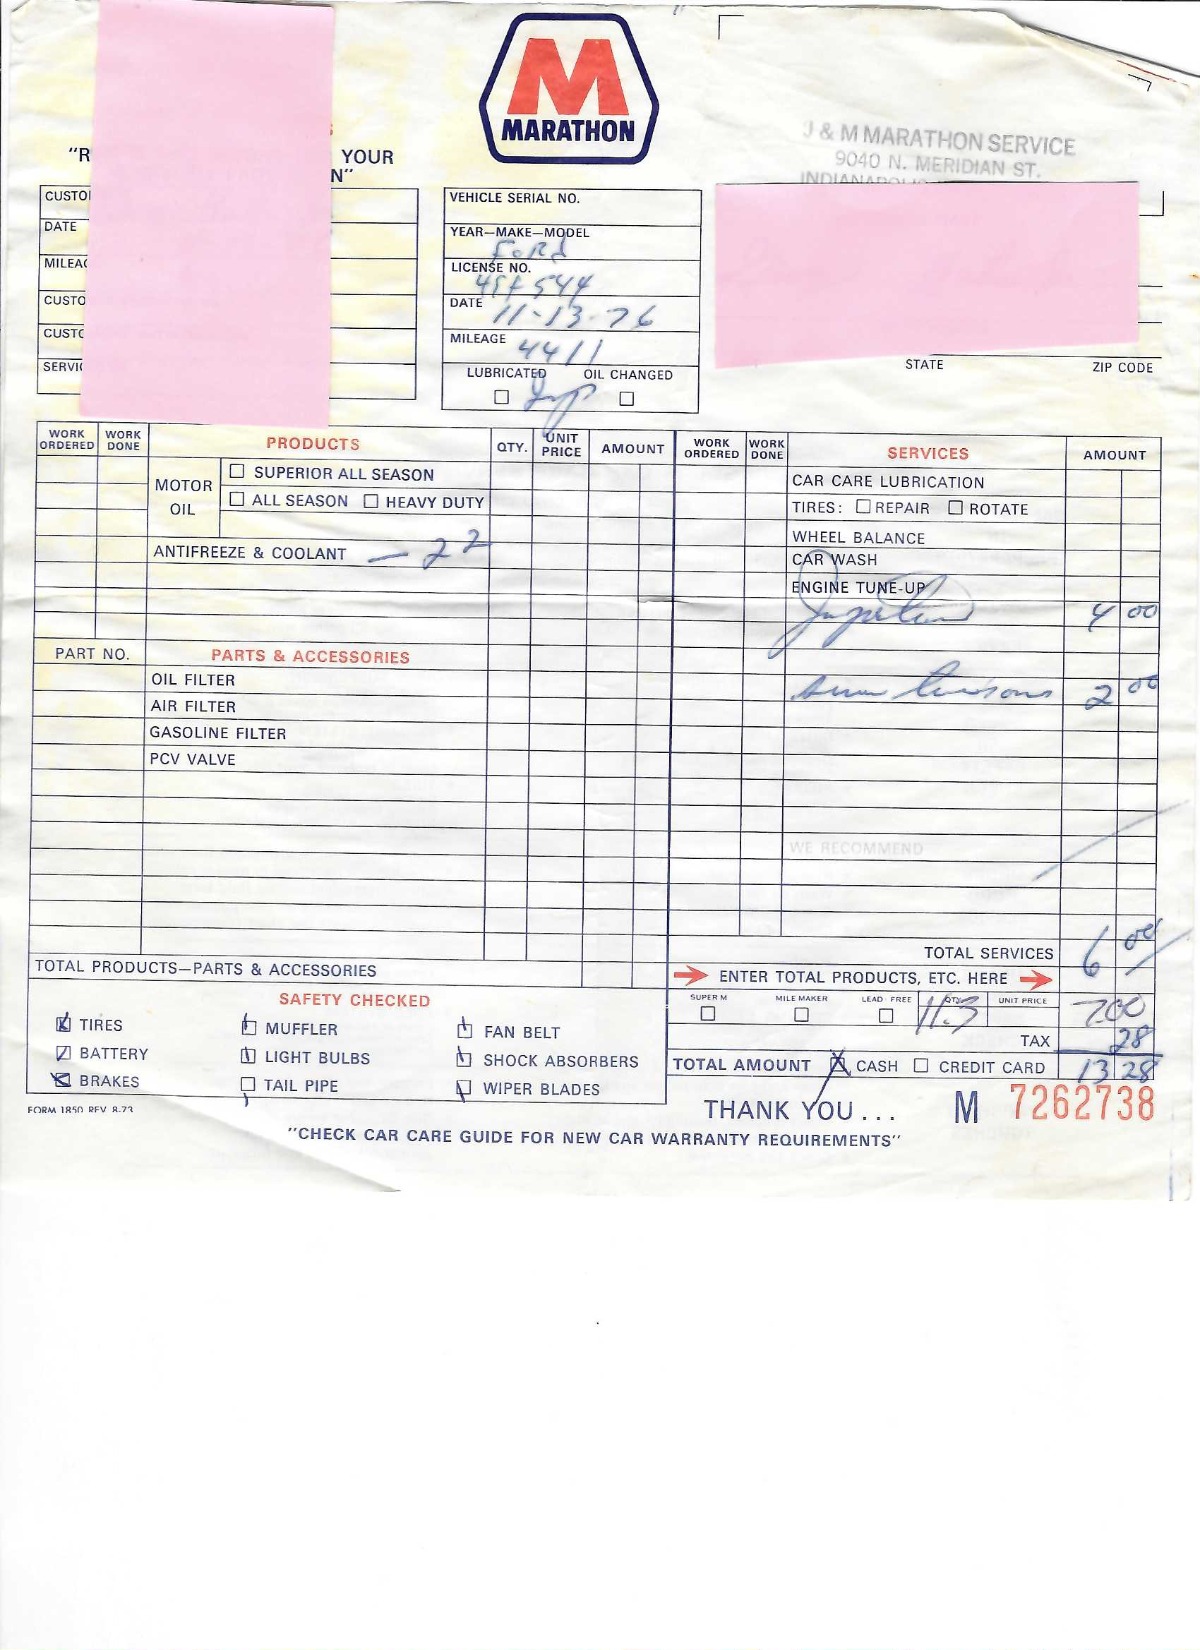 M
MARATHON
J & M MARATHON SERVICE
9040 N. MERIDIAN ST.
INDIANAPOLIS
YOUR
N"
CUSTO
DATE
MILEAG
CUSTO
CUSTO
SERVIC
VEHICLE SERIAL NO.
YEAR—MAKE—MODEL
Ford
LICENSE NO.
DATE 11-13-76
MILEAGE 4411
LUBRICATED OIL CHANGED
STATE ZIP CODE
WORK ORDERED WORK DONE PRODUCTS QTY. UNIT PRICE AMOUNT
MOTOR OIL
SUPERIOR ALL SEASON
ALL SEASON HEAVY DUTY
ANTIFREEZE & COOLANT — 22
PART NO. PARTS & ACCESSORIES
OIL FILTER
AIR FILTER
GASOLINE FILTER
PCV VALVE
TOTAL PRODUCTS—PARTS & ACCESSORIES
WORK ORDERED WORK DONE SERVICES AMOUNT
CAR CARE LUBRICATION
TIRES: REPAIR ROTATE
WHEEL BALANCE
CAR WASH
ENGINE TUNE-UP
4 00
2 00
WE RECOMMEND
TOTAL SERVICES 6 00
ENTER TOTAL PRODUCTS, ETC. HERE
SUPER M MILE MAKER LEAD FREE QTY. UNIT PRICE
11.3 7 00
TAX 28
TOTAL AMOUNT CASH CREDIT CARD 13 28
SAFETY CHECKED
TIRES MUFFLER FAN BELT
BATTERY LIGHT BULBS SHOCK ABSORBERS
BRAKES TAIL PIPE WIPER BLADES
FORM 1850 REV 8-73
THANK YOU... M 7262738
"CHECK CAR CARE GUIDE FOR NEW CAR WARRANTY REQUIREMENTS"